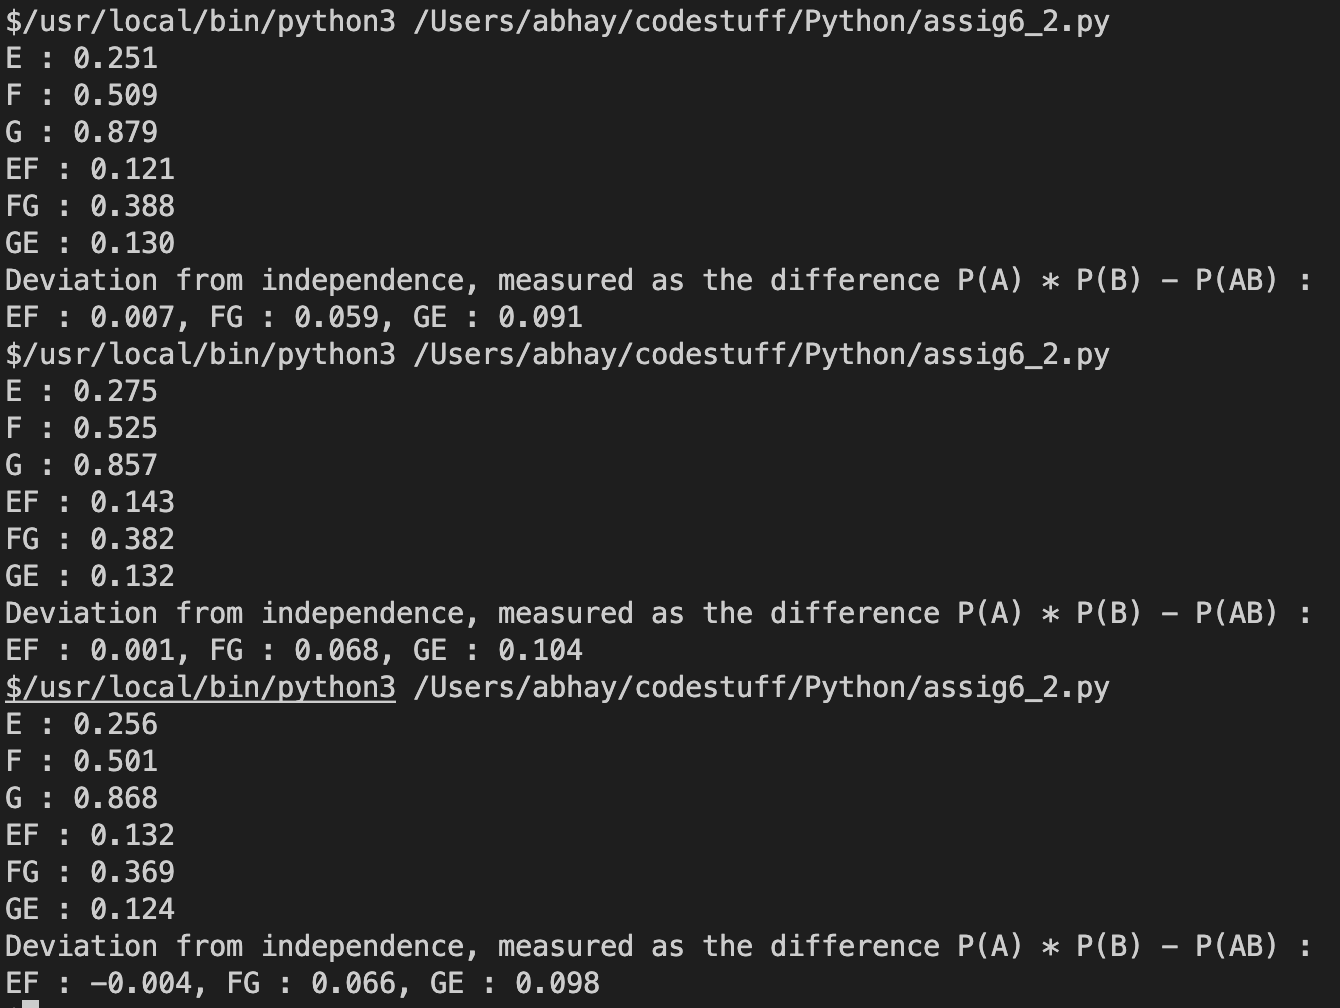 $/usr/local/bin/python3 /Users/abhay/codestuff/Python/assig6_2.py
E : 0.251
F : 0.509
G : 0.879
EF : 0.121
FG : 0.388
GE : 0.130
Deviation from independence, measured as the difference P(A) * P(B) - P(AB) :
EF : 0.007, FG : 0.059, GE : 0.091
$/usr/local/bin/python3 /Users/abhay/codestuff/Python/assig6_2.py
E : 0.275
F : 0.525
G : 0.857
EF : 0.143
FG : 0.382
GE : 0.132
Deviation from independence, measured as the difference P(A) * P(B) - P(AB) :
EF : 0.001, FG : 0.068, GE : 0.104
$/usr/local/bin/python3 /Users/abhay/codestuff/Python/assig6_2.py
E : 0.256
F : 0.501
G : 0.868
EF : 0.132
FG : 0.369
GE : 0.124
Deviation from independence, measured as the difference P(A) * P(B) - P(AB) :
EF : -0.004, FG : 0.066, GE : 0.098